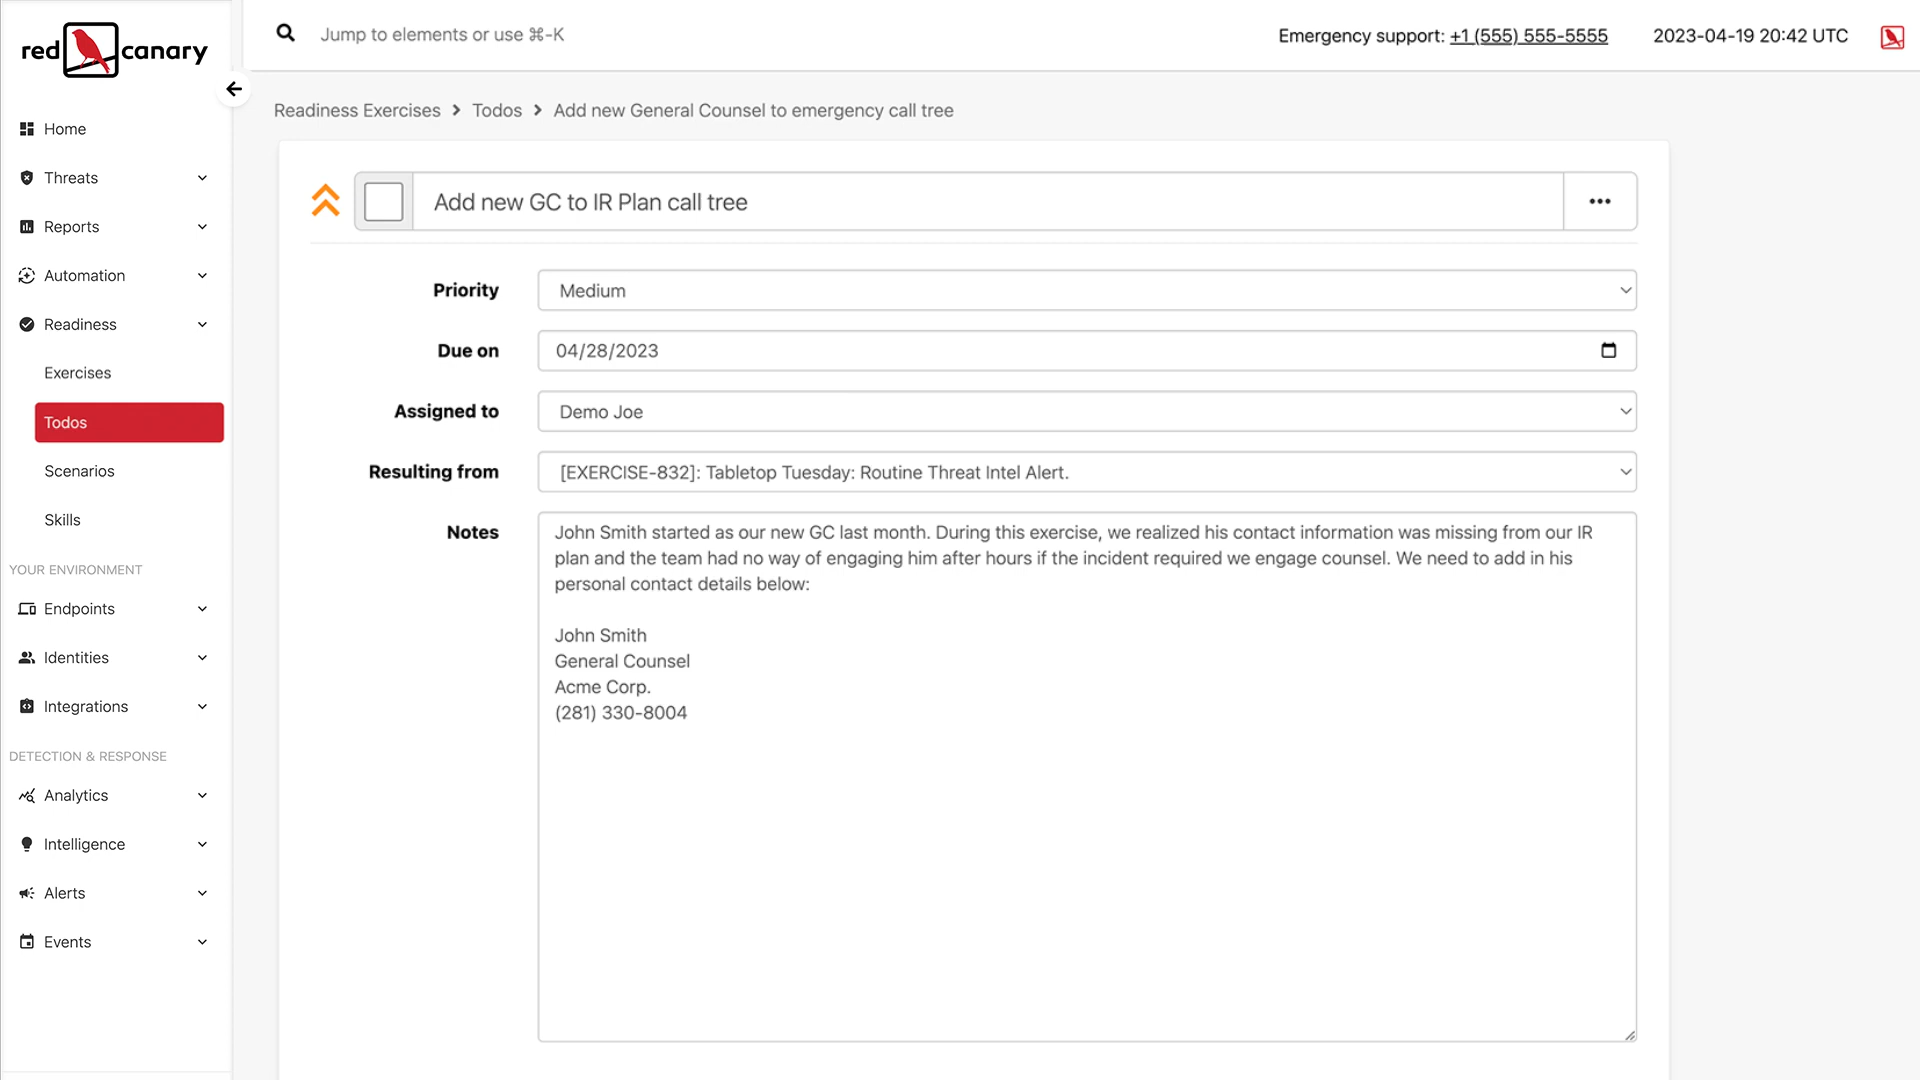 red canary
Jump to elements or use ⌘-K
Emergency support: +1 (555) 555-5555
2023-04-19 20:42 UTC
Home
Threats
Reports
Automation
Readiness
Exercises
Todos
Scenarios
Skills
YOUR ENVIRONMENT
Endpoints
Identities
Integrations
DETECTION & RESPONSE
Analytics
Intelligence
Alerts
Events
Readiness Exercises > Todos > Add new General Counsel to emergency call tree
Add new GC to IR Plan call tree
Priority
Medium
Due on
04/28/2023
Assigned to
Demo Joe
Resulting from
[EXERCISE-832]: Tabletop Tuesday: Routine Threat Intel Alert.
Notes
John Smith started as our new GC last month. During this exercise, we realized his contact information was missing from our IR
plan and the team had no way of engaging him after hours if the incident required we engage counsel. We need to add in his
personal contact details below:
John Smith
General Counsel
Acme Corp.
(281) 330-8004